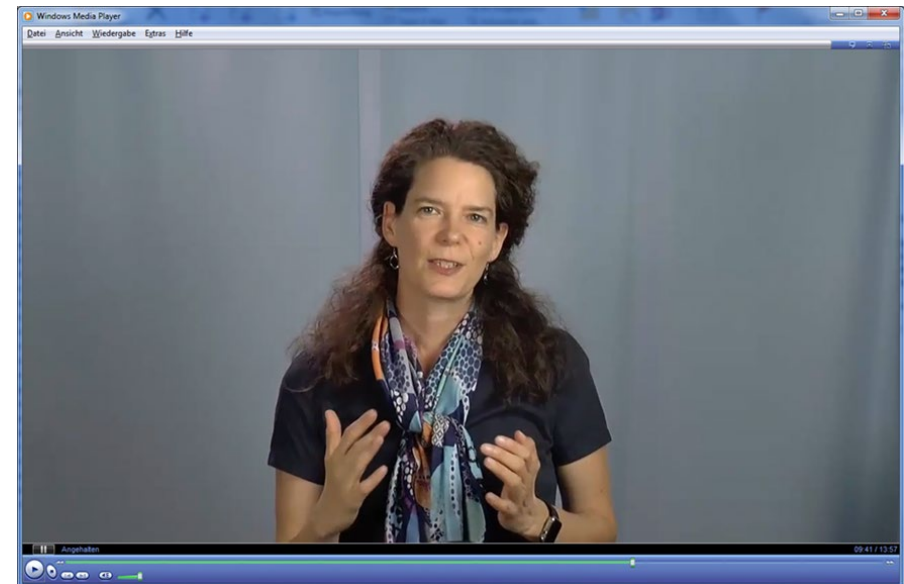 Windows Media Player
Datei Ansicht Wiedergabe Extras Hilfe
Angehalten 09:41 / 13:57